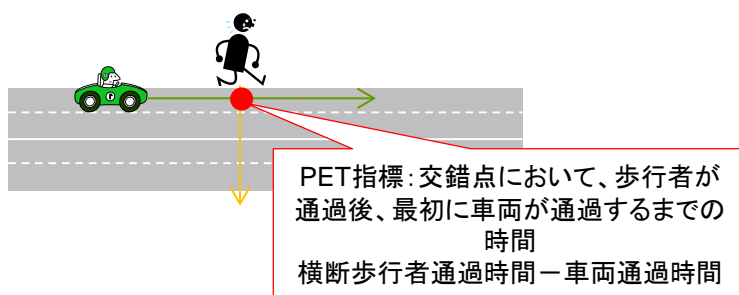 PET指標：交錯点において、歩行者が
通過後、最初に車両が通過するまでの
時間
横断歩行者通過時間－車両通過時間